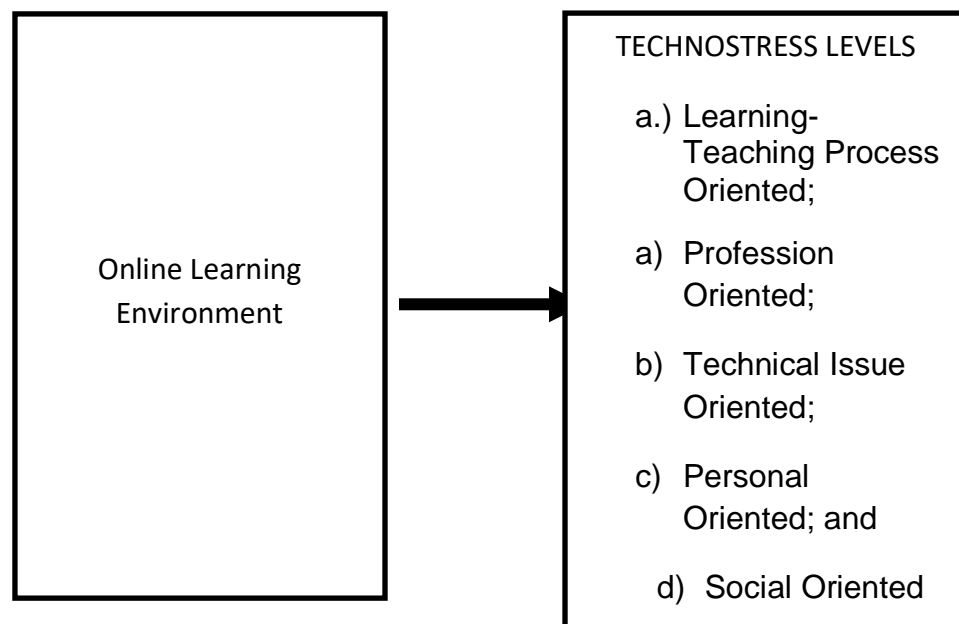 Online Learning
Environment
TECHNOSTRESS LEVELS
a.) Learning-
Teaching Process
Oriented;
a) Profession
Oriented;
b) Technical Issue
Oriented;
c) Personal
Oriented; and
d) Social Oriented